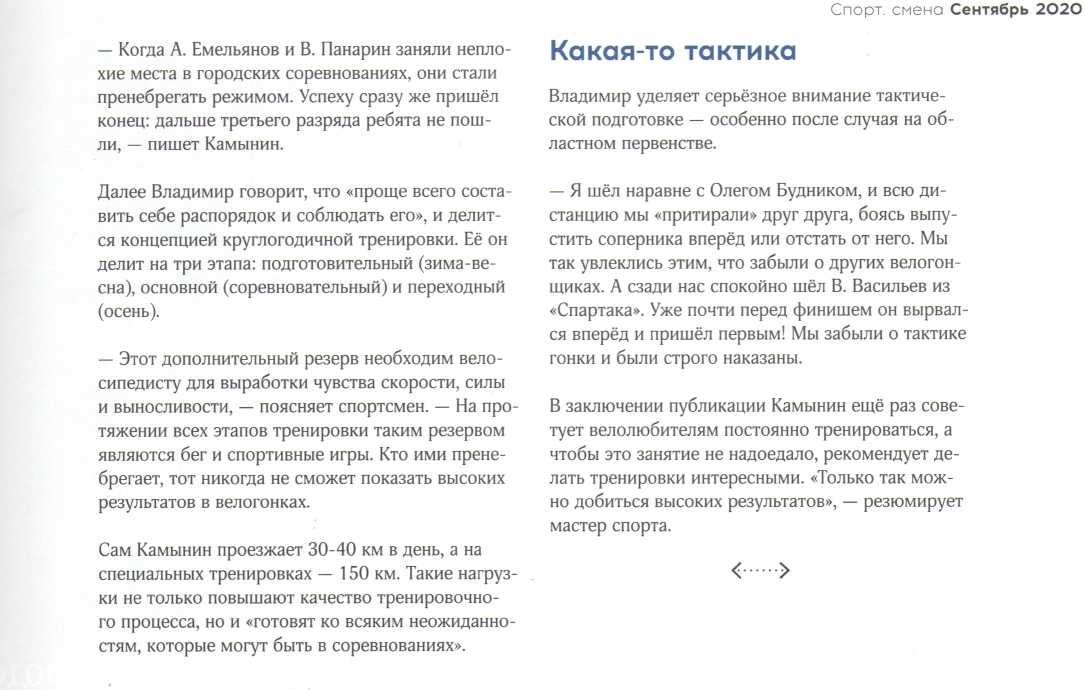 Спорт. смена Сентябрь 2020
— Когда А. Емельянов и В. Панарин заняли непло-
хие места в городских соревнованиях, они стали
пренебрегать режимом. Успеху сразу же пришёл
конец: дальше третьего разряда ребята не пош-
ли, — пишет Камынин.
Далее Владимир говорит, что «проще всего соста-
вить себе распорядок и соблюдать его», и делит-
ся концепцией круглогодичной тренировки. Её он
делит на три этапа: подготовительный (зима-ве-
сна), основной (соревновательный) и переходный
(осень).
— Этот дополнительный резерв необходим вело-
сипедисту для выработки чувства скорости, силы
и выносливости, — поясняет спортсмен. — На про-
тяжении всех этапов тренировки таким резервом
являются бег и спортивные игры. Кто ими прене-
брегает, тот никогда не сможет показать высоких
результатов в велогонках.
Сам Камынин проезжает 30-40 км в день, а на
специальных тренировках — 150 км. Такие нагруз-
ки не только повышают качество тренировочно-
го процесса, но и «готовят ко всяким неожиданно-
стям, которые могут быть в соревнованиях».
Какая-то тактика
Владимир уделяет серьёзное внимание тактиче-
ской подготовке — особенно после случая на об-
ластном первенстве.
— Я шёл наравне с Олегом Будником, и всю ди-
станцию мы «притирали» друг друга, боясь выпу-
стить соперника вперёд или отстать от него. Мы
так увлеклись этим, что забыли о других велогон-
щиках. А сзади нас спокойно шёл В. Васильев из
«Спартака». Уже почти перед финишем он вырвал-
ся вперёд и пришёл первым! Мы забыли о тактике
гонки и были строго наказаны.
В заключении публикации Камынин ещё раз сове-
тует велолюбителям постоянно тренироваться, а
чтобы это занятие не надоедало, рекомендует де-
лать тренировки интересными. «Только так мож-
но добиться высоких результатов», — резюмирует
мастер спорта.